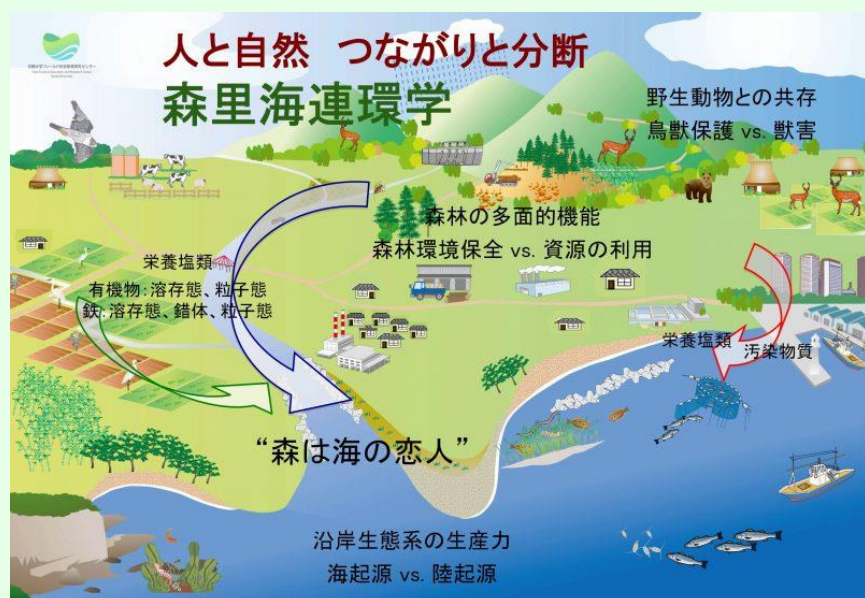 人と自然 つながりと分断
森里海連環学
野生動物との共存
鳥獣保護 vs. 獣害
森林の多面的機能
森林環境保全 vs. 資源の利用
栄養塩類
有機物:溶存態、粒子態
鉄:溶存態、錯体、粒子態
栄養塩類
汚染物質
“森は海の恋人”
沿岸生態系の生産力
海起源 vs. 陸起源